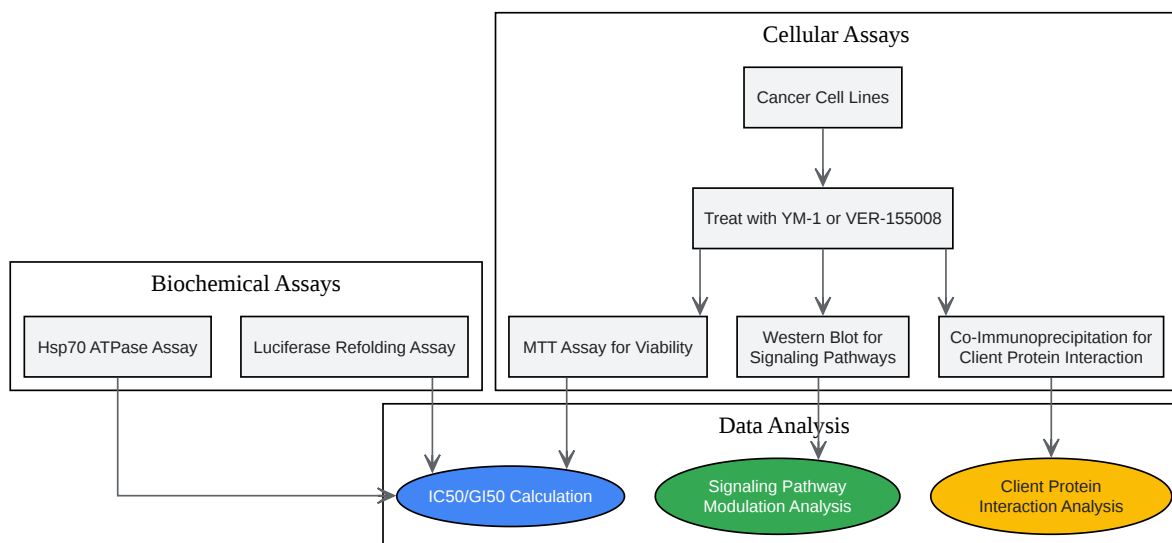 Cellular Assays
Cancer Cell Lines
Treat with YM-1 or VER-155008
Biochemical Assays
Hsp70 ATPase Assay
Luciferase Refolding Assay
MTT Assay for Viability
Western Blot for
Signaling Pathways
Co-Immunoprecipitation for
Client Protein Interaction
Data Analysis
IC50/GI50 Calculation
Signaling Pathway
Modulation Analysis
Client Protein
Interaction Analysis